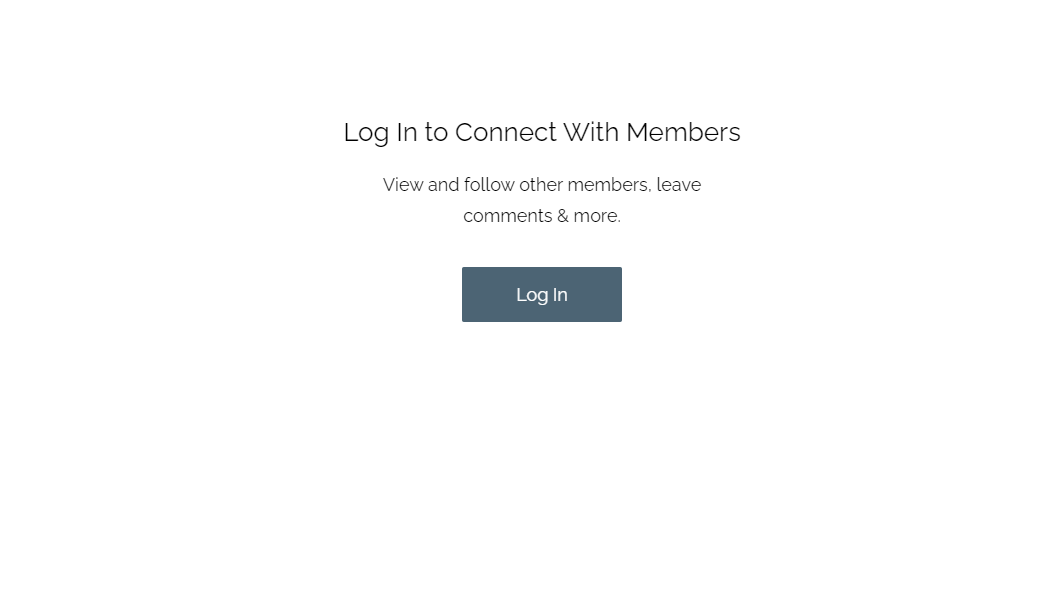 Log In to Connect With Members
View and follow other members, leave
comments & more.
Log In